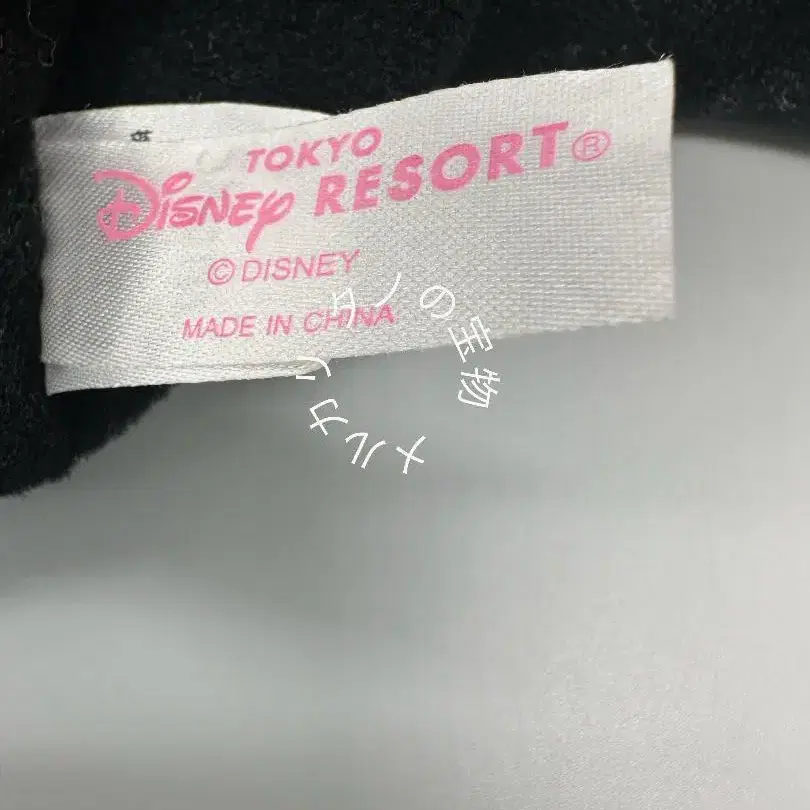 TOKYO
DISNEY RESORT®
© DISNEY
MADE IN CHINA
の宝物